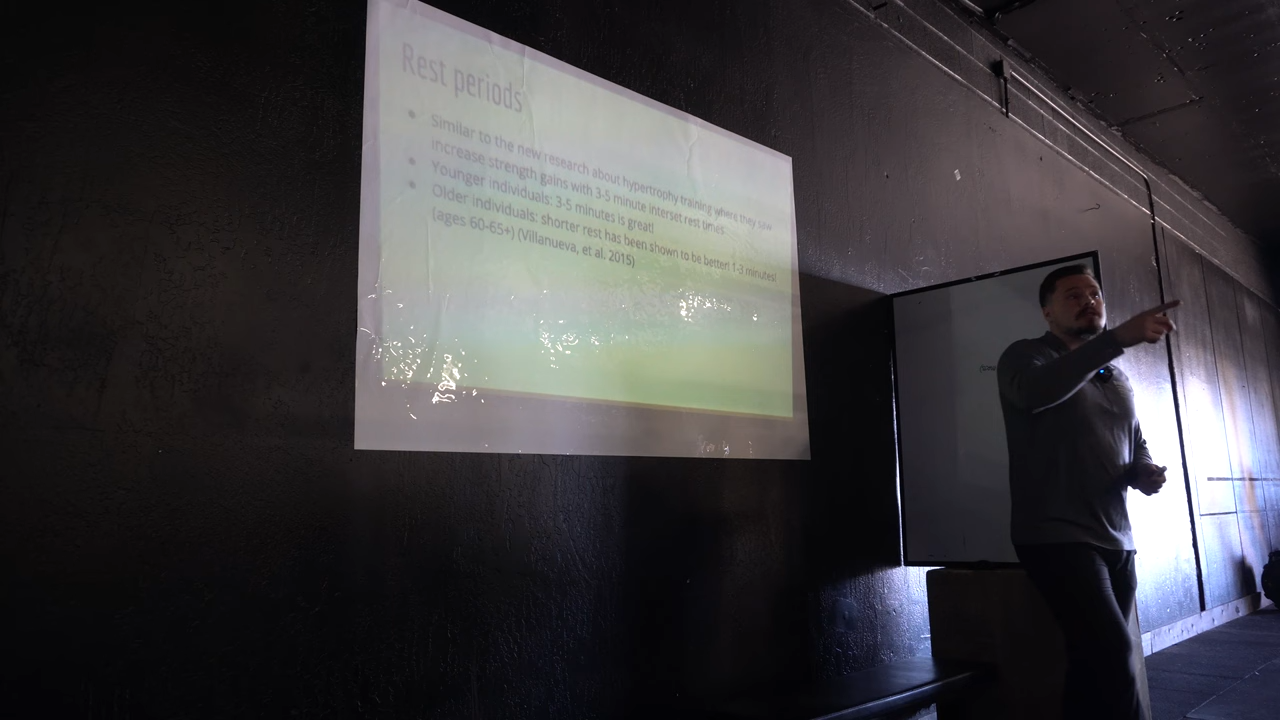 Rest periods
Similar to the new research about hypertrophy training where they saw
increase strength gains with 3-5 minute interset rest times
Younger individuals: 3-5 minutes is great!
Older individuals: shorter rest has been shown to be better! 1-3 minutes!
(ages 60-65+) (Villanueva, et al, 2015)